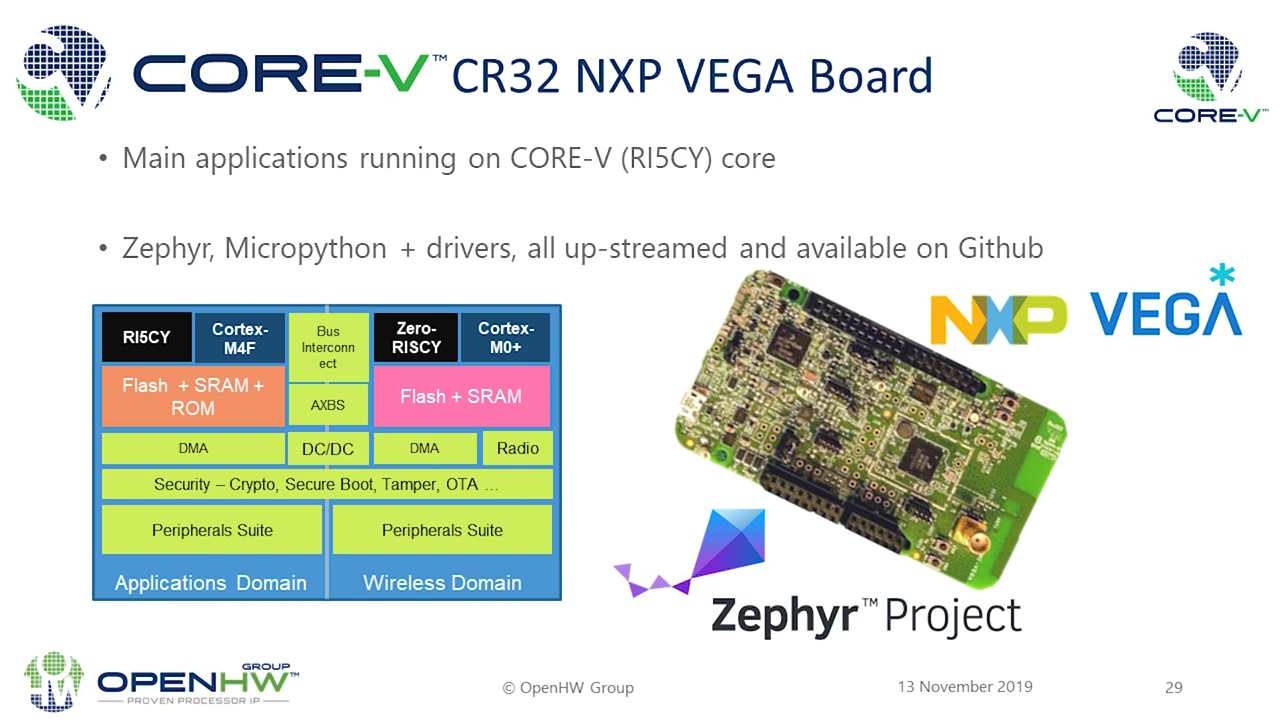 CORE-V™ CR32 NXP VEGA Board
CORE-V™
• Main applications running on CORE-V (RI5CY) core
• Zephyr, Micropython + drivers, all up-streamed and available on Github
NXP VEGA
RI5CY
Cortex-
M4F
Bus
Interconn
ect
Zero-
RISCY
Cortex-
M0+
Flash + SRAM +
ROM
AXBS
Flash + SRAM
DMA
DC/DC
DMA
Radio
Security – Crypto, Secure Boot, Tamper, OTA ...
Peripherals Suite
Peripherals Suite
Applications Domain
Wireless Domain
Zephyr™ Project
OPENHW GROUP™
PROVEN PROCESSOR IP
© OpenHW Group
13 November 2019
29